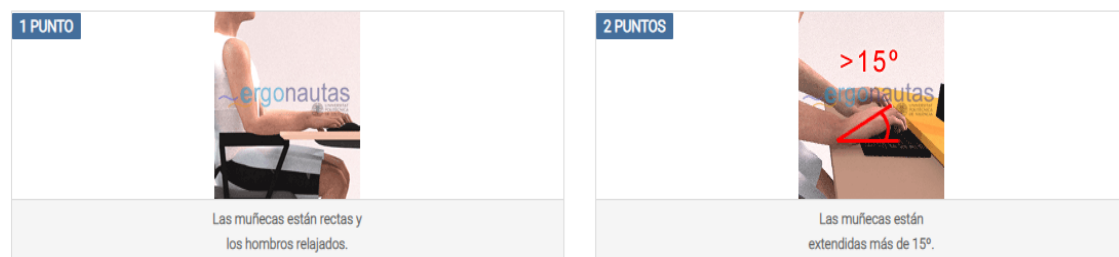 1 PUNTO
ergonautas
Las muñecas están rectas y
los hombros relajados.
2 PUNTOS
>15º
ergonautas
Las muñecas están
extendidas más de 15º.